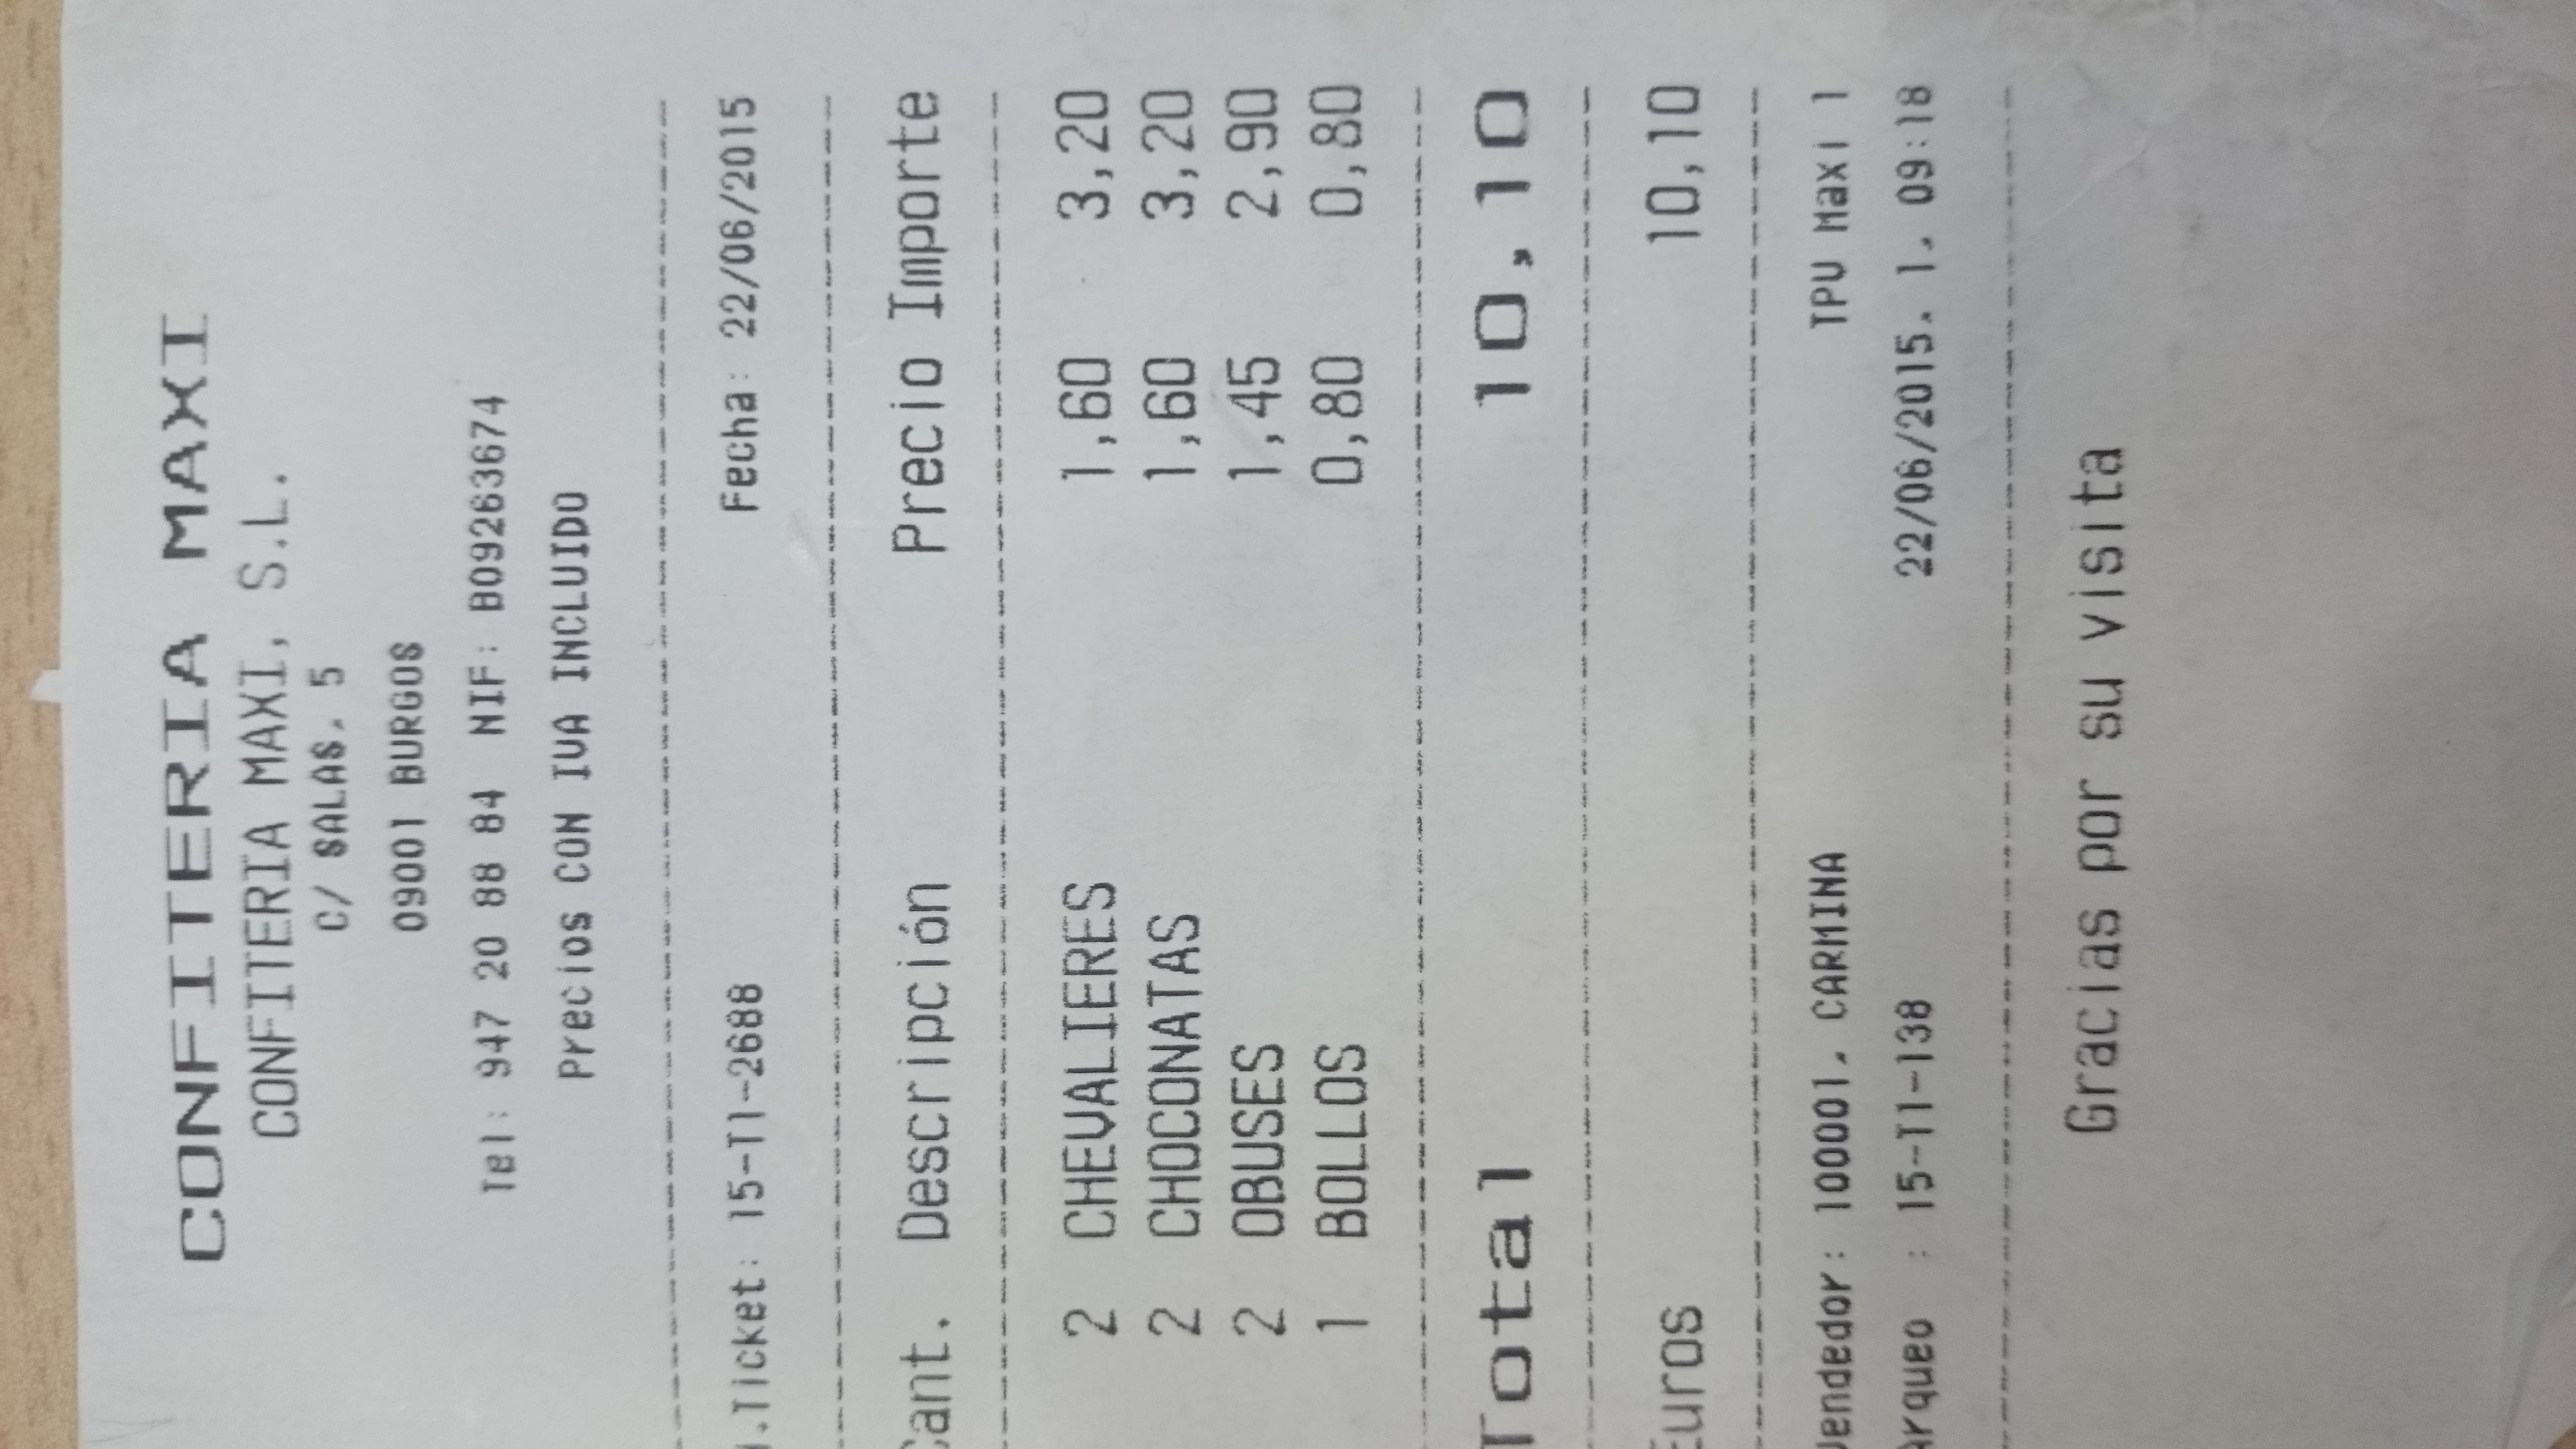 CONFITERIA MAXI
CONFITERIA MAXI, S.L.
C/ SALAS, 5
09001 BURGOS
Tel: 947 20 88 84 NIF: B09263674
Precios CON IVA INCLUIDO
N.Ticket: 15-T1-2688 Fecha: 22/06/2015
Cant. Descripción Precio Importe
2 CHEVALIERES 1,60 3,20
2 CHOCONATAS 1,60 3,20
2 OBUSES 1,45 2,90
1 BOLLOS 0,80 0,80
Total 10,10
Euros 10,10
Vendedor: 100001, CARMINA TPV Maxi 1
Arqueo : 15-T1-138 22/06/2015, 1, 09:18
Gracias por su visita